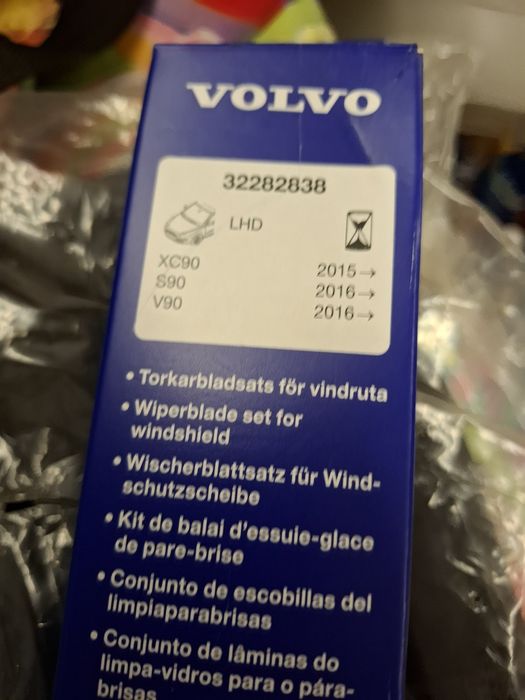 VOLVO
32282838
LHD
XC90 2015→
S90 2016→
V90 2016→
• Torkarbladsats för vindruta
• Wiperblade set for
windshield
• Wischerblattsatz für Wind-
schutzscheibe
• Kit de balai d'essuie-glace
de pare-brise
• Conjunto de escobillas del
limpiaparabrisas
• Conjunto de lâminas do
limpa-vidros para o pára-
brisas